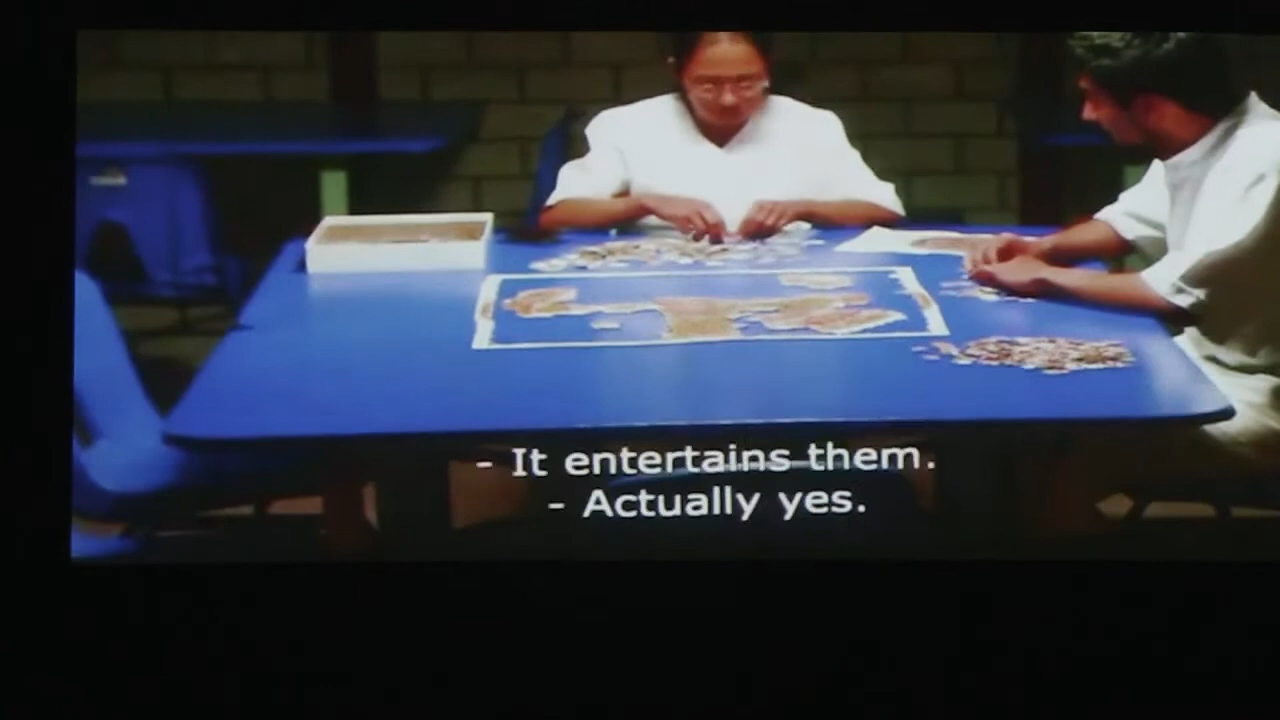 - It entertains them.
- Actually yes.